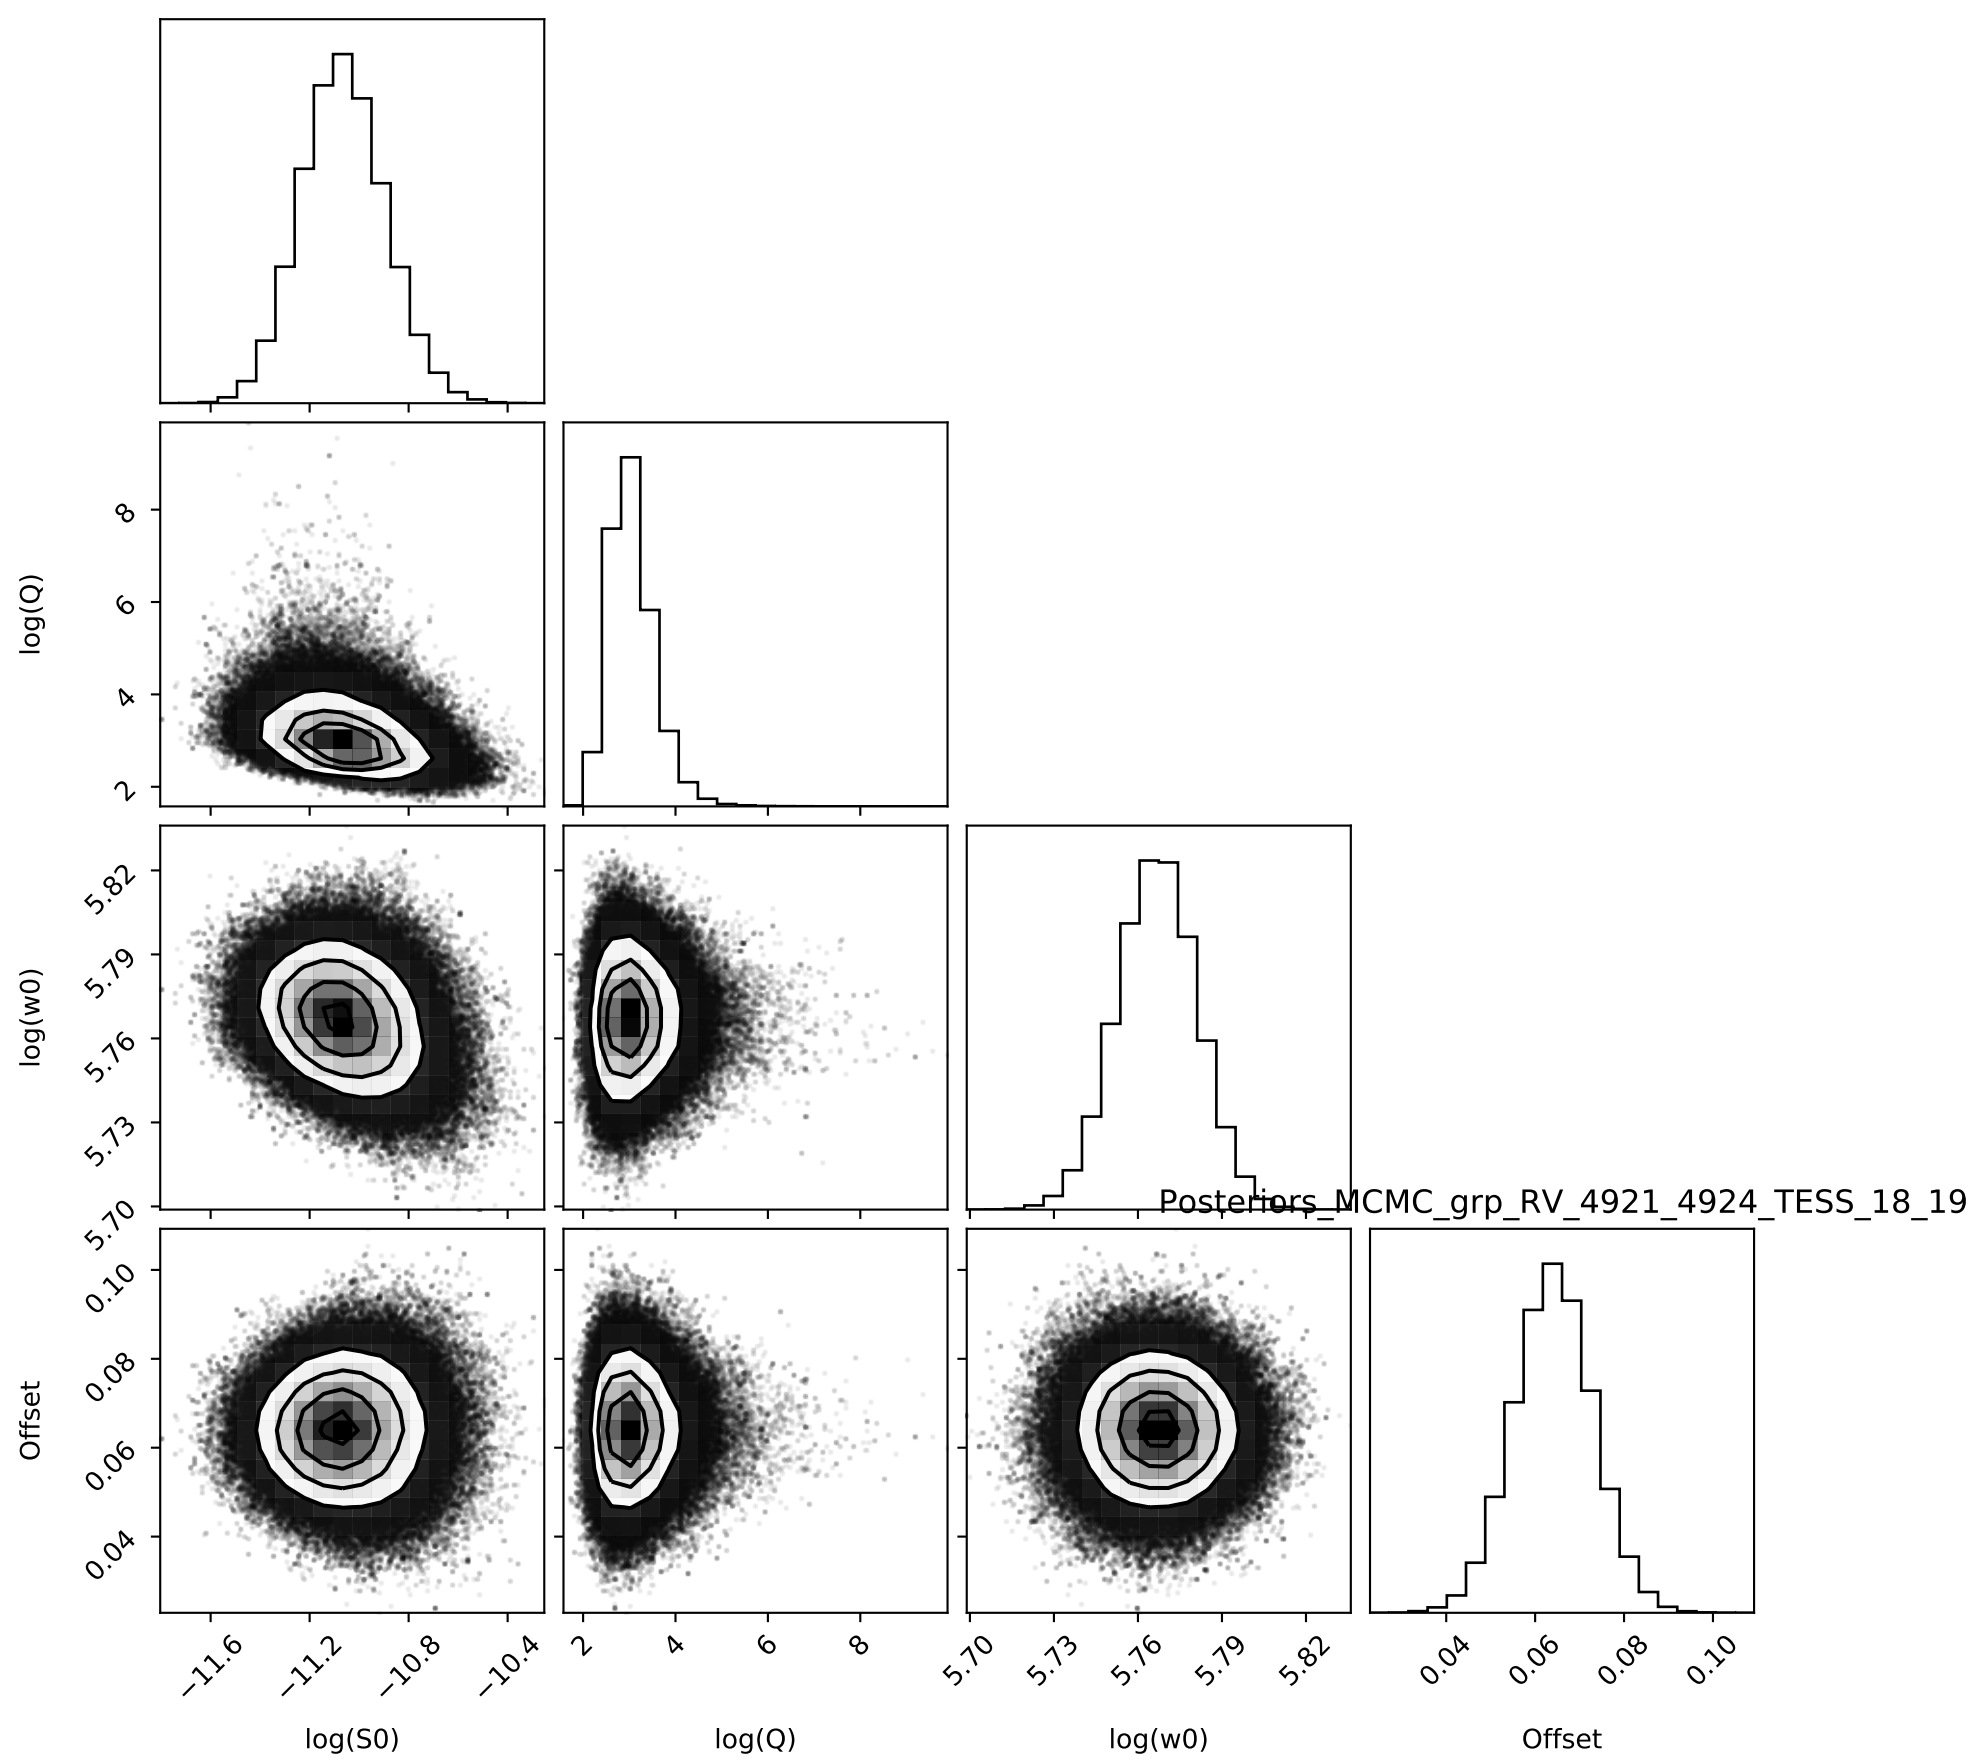 8
6
4
2
log(Q)
5.82
5.79
5.76
5.73
5.70
log(w0)
Posteriors_MCMC_grp_RV_4921_4924_TESS_18_19
0.10
0.08
0.06
0.04
Offset
−11.6 −11.2 −10.8 −10.4 2 4 6 8 5.70 5.73 5.76 5.79 5.82 0.04 0.06 0.08 0.10
log(S0) log(Q) log(w0) Offset